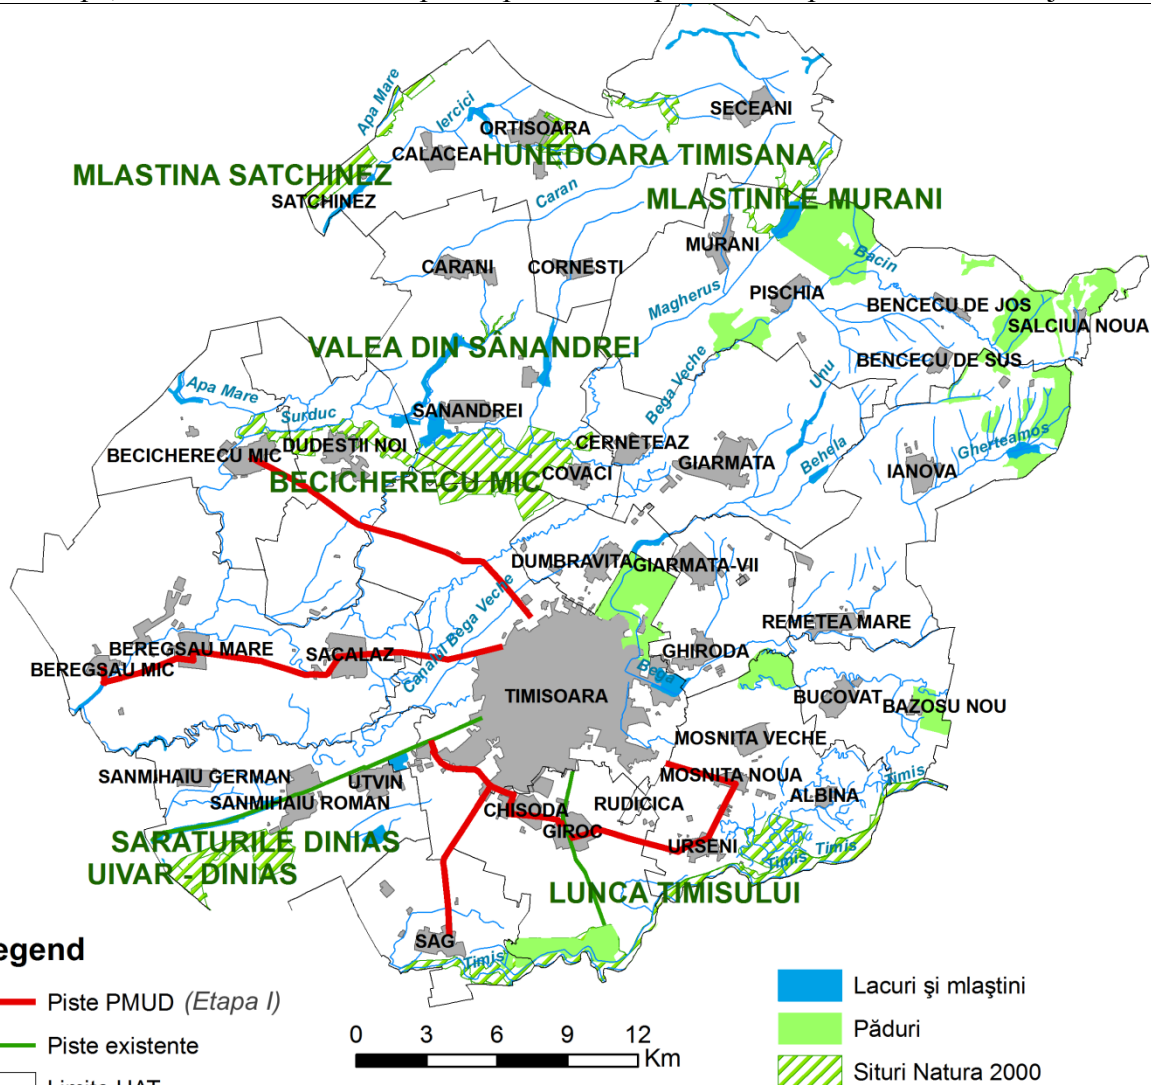 SECEANI
Apa Mare
Iercici
ORTISOARA
CALACEA
HUNEDOARA TIMISANA
MLASTINA SATCHINEZ
SATCHINEZ
Caran
MLASTINILE MURANI
MURANI
Bacin
CARANI
CORNESTI
Magherus
PISCHIA
BENCECU DE JOS
SALCIUA NOUA
VALEA DIN SÂNANDREI
BENCECU DE SUS
Apa Mare
Surduc
SANANDREI
Bega Veche
Unu
BECICHERECU MIC
DUDESTII NOI
CERNETEAZ
GIARMATA
Behela
Gherteamos
BECICHERECU MIC
COVACI
IANOVA
DUMBRAVITA
GIARMATA-VII
Canalul Bega Veche
REMETEA MARE
BEREGSAU MARE
BEREGSAU MIC
SACALAZ
GHIRODA
Bega
TIMISOARA
BUCOVAT
BAZOSU NOU
MOSNITA VECHE
SANMIHAIU GERMAN
UTVIN
MOSNITA NOUA
Timis
SANMIHAIU ROMAN
CHISODA
RUDICICA
ALBINA
GIROC
SARATURILE DINIAS
URSENI
Timis
Timis
UIVAR - DINIAS
LUNCA TIMISULUI
SAG
Timis
egend
Piste PMUD (Etapa I)
Piste existente
0 3 6 9 12
Km
Lacuri şi mlaştini
Păduri
Situri Natura 2000